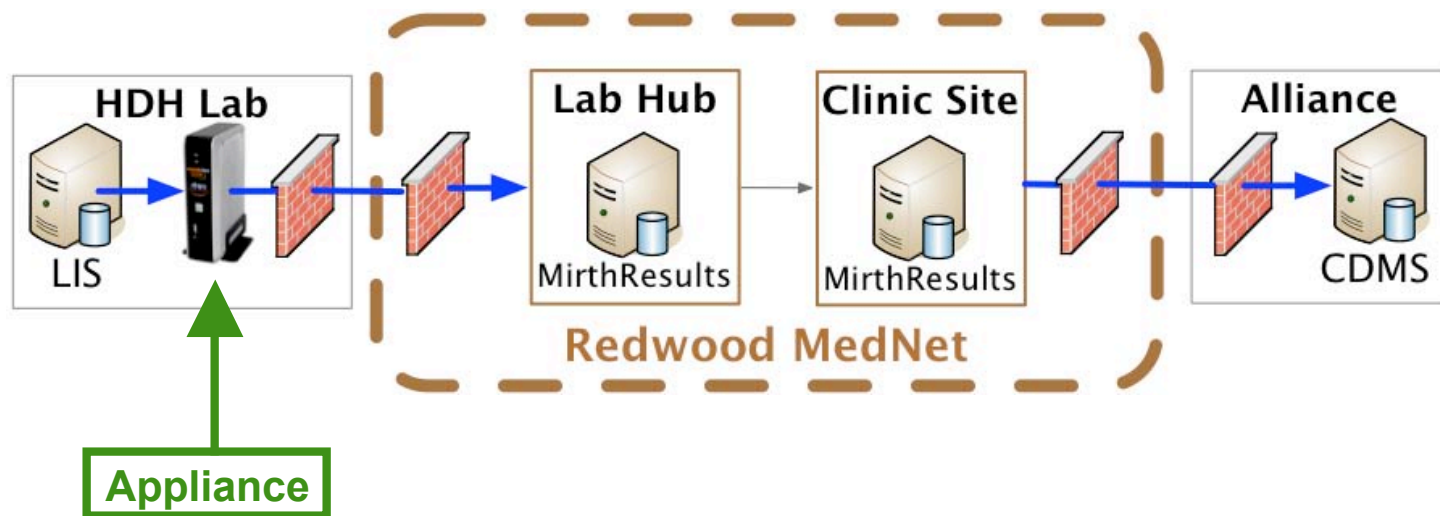 HDH Lab
LIS
Lab Hub
MirthResults
Clinic Site
MirthResults
Alliance
CDMS
Redwood MedNet
Appliance